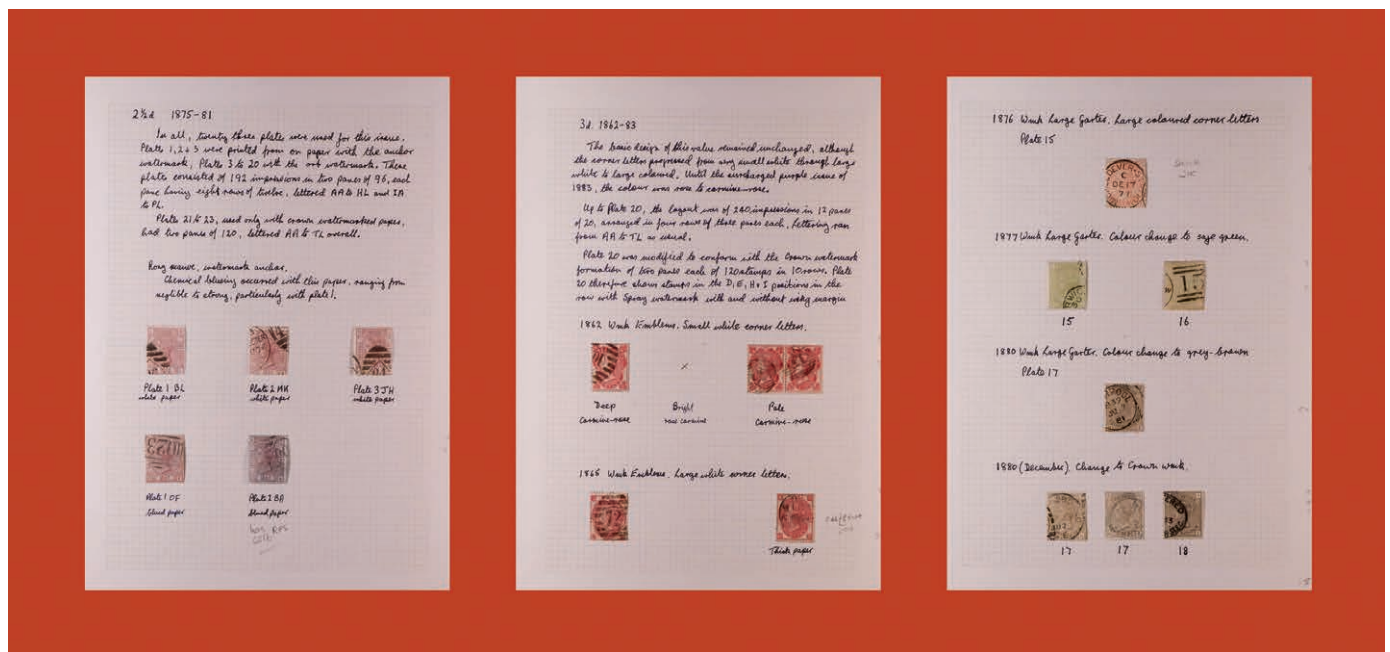 2½d 1875-81
In all, twenty three plates were used for this issue.
Plates 1, 2 & 3 were printed from on paper with the anchor
watermark, Plates 3 to 20 with the orb watermark. These
plates consisted of 192 impressions in two panes of 96, each
pane having eight rows of twelve, lettered AA to HL and IA
to PL.
Plates 21 to 23, used only with crown watermarked paper,
had two panes of 120, lettered AA to TL overall.
Rosy mauve, watermark anchor.
Chemical blueing occurred with this paper, ranging from
neglible to strong, particularly with plate 1.
Plate 1 BL
white paper
Plate 2 MK
white paper
Plate 3 JH
white paper
Plate 1 OF
blued paper
Plate 2 BA
blued paper
has RPS
cert
3d. 1862-83
The basic design of this value remained unchanged, although
the corner letters progressed from very small white through large
white to large coloured. Until the surcharged purple issue of
1883, the colour was rose to carmine-rose.
Up to Plate 20, the layout was of 240 impressions in 12 panes
of 20, arranged in four rows of three panes each, lettering ran
from AA to TL as usual.
Plate 20 was modified to conform with the Crown watermark
formation of two panes each of 120 stamps in 10 rows. Plate
20 therefore shows stamps in the D, E, H & I positions in the
row with Spray watermark with and without wing margin
1862 Wmk Emblems. Small white corner letters.
x
Deep
Carmine-rose
Bright
rose carmine
Pale
Carmine-rose
1865 Wmk Emblems. Large white corner letters.
Thick paper
1876 Wmk Large Garter. Large coloured corner letters
Plate 15
DE 17
1877 Wmk Large Garter. Colour change to sage green.
15
16
1880 Wmk Large Garter. Colour change to grey-brown
Plate 17
1880 (December). Change to Crown wmk.
17
17
18